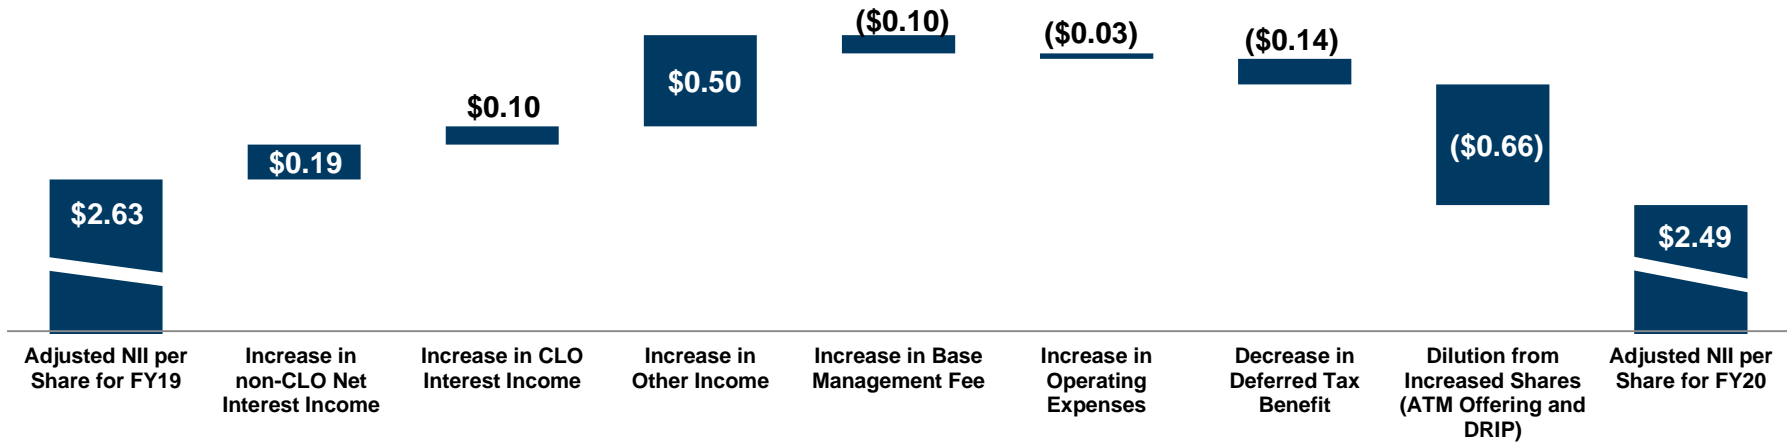 ($0.10)
($0.03)
($0.14)
$0.50
$0.10
$0.19
($0.66)
$2.63
$2.49
Adjusted NII per
Share for FY19
Increase in
non-CLO Net
Interest Income
Increase in CLO
Interest Income
Increase in
Other Income
Increase in Base
Management Fee
Increase in
Operating
Expenses
Decrease in
Deferred Tax
Benefit
Dilution from
Increased Shares
(ATM Offering and
DRIP)
Adjusted NII per
Share for FY20